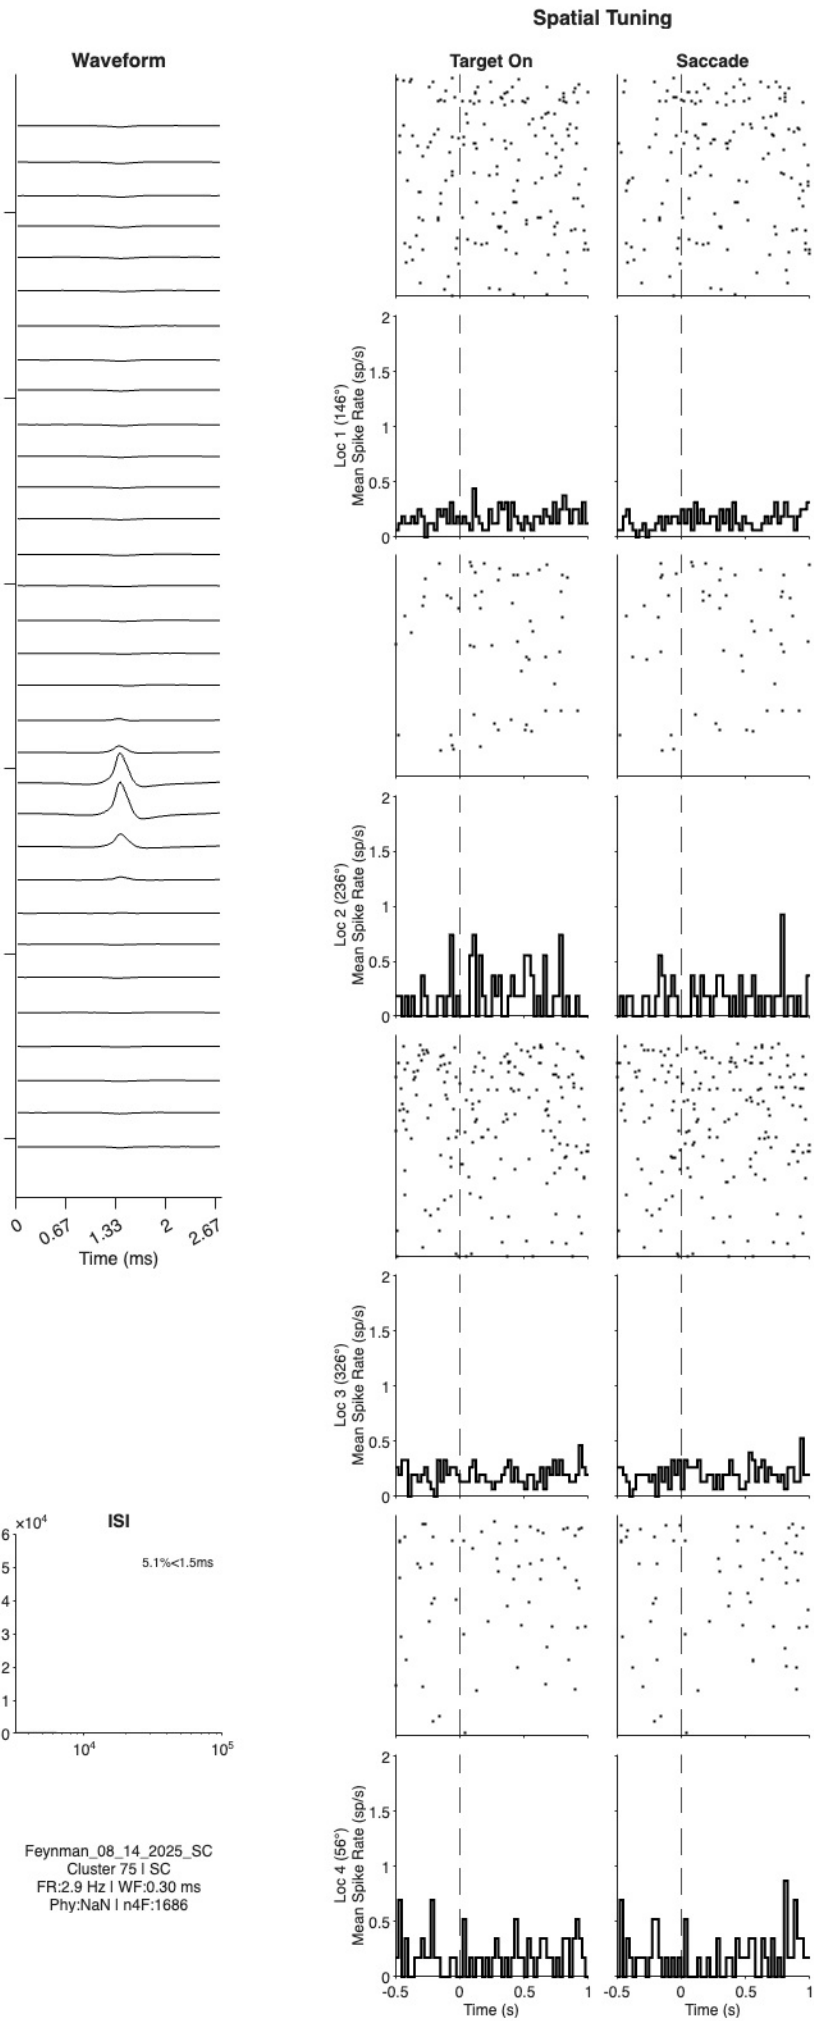 Spatial Tuning
Waveform
Target On
Saccade
0
0.67
1.33
2
2.67
Time (ms)
2
1.5
1
0.5
0
Loc 1 (146°)
Mean Spike Rate (sp/s)
2
1.5
1
0.5
0
Loc 2 (236°)
Mean Spike Rate (sp/s)
2
1.5
1
0.5
0
Loc 3 (326°)
Mean Spike Rate (sp/s)
2
1.5
1
0.5
0
Loc 4 (56°)
Mean Spike Rate (sp/s)
-0.5 0 0.5 1
Time (s)
-0.5 0 0.5 1
Time (s)
ISI
×10⁴
6
5
4
3
2
1
0
5.1%<1.5ms
10⁴ 10⁵
Feynman_08_14_2025_SC
Cluster 75 | SC
FR:2.9 Hz | WF:0.30 ms
Phy:NaN | n4F:1686